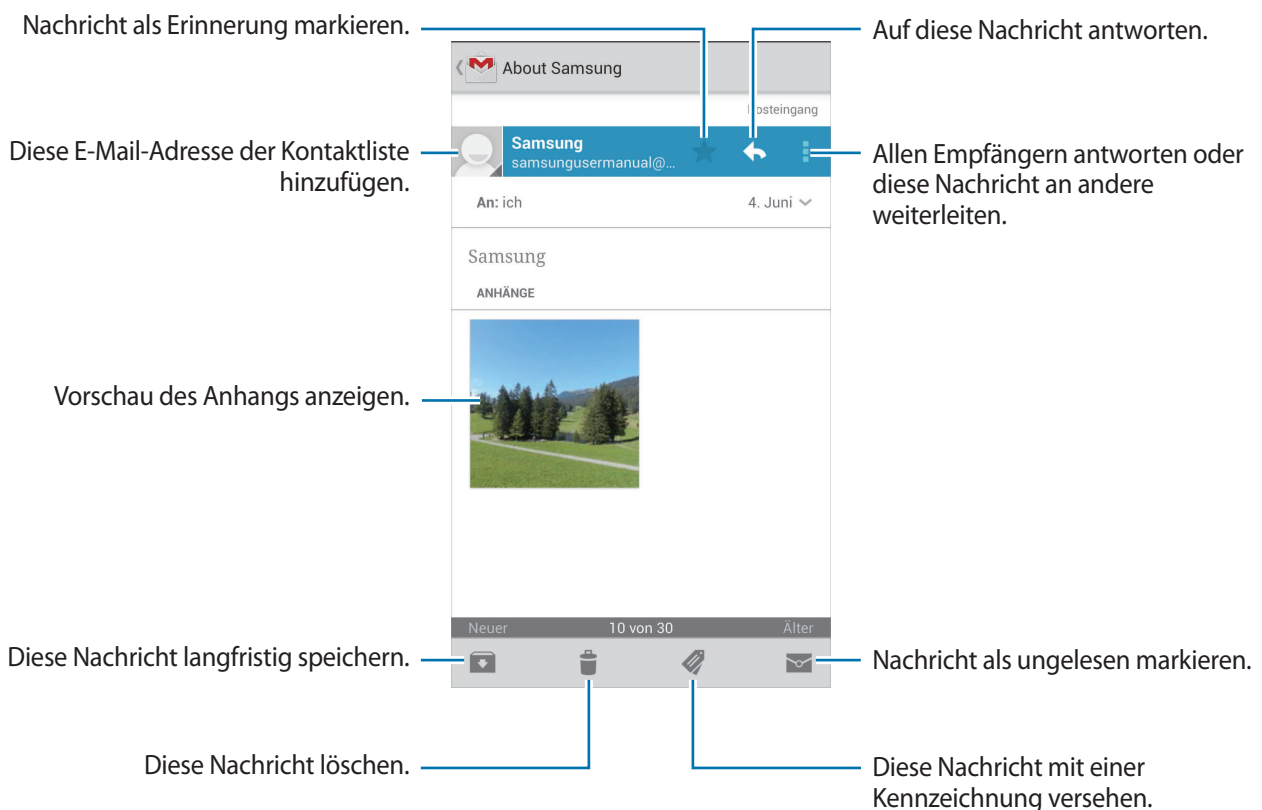 Nachricht als Erinnerung markieren.
Auf diese Nachricht antworten.
About Samsung
Posteingang
Diese E-Mail-Adresse der Kontaktliste
hinzufügen.
Samsung
samsungusermanual@...
Allen Empfängern antworten oder
diese Nachricht an andere
weiterleiten.
An: ich
4. Juni
Samsung
ANHÄNGE
Vorschau des Anhangs anzeigen.
Neuer
10 von 30
Älter
Diese Nachricht langfristig speichern.
Nachricht als ungelesen markieren.
Diese Nachricht löschen.
Diese Nachricht mit einer
Kennzeichnung versehen.